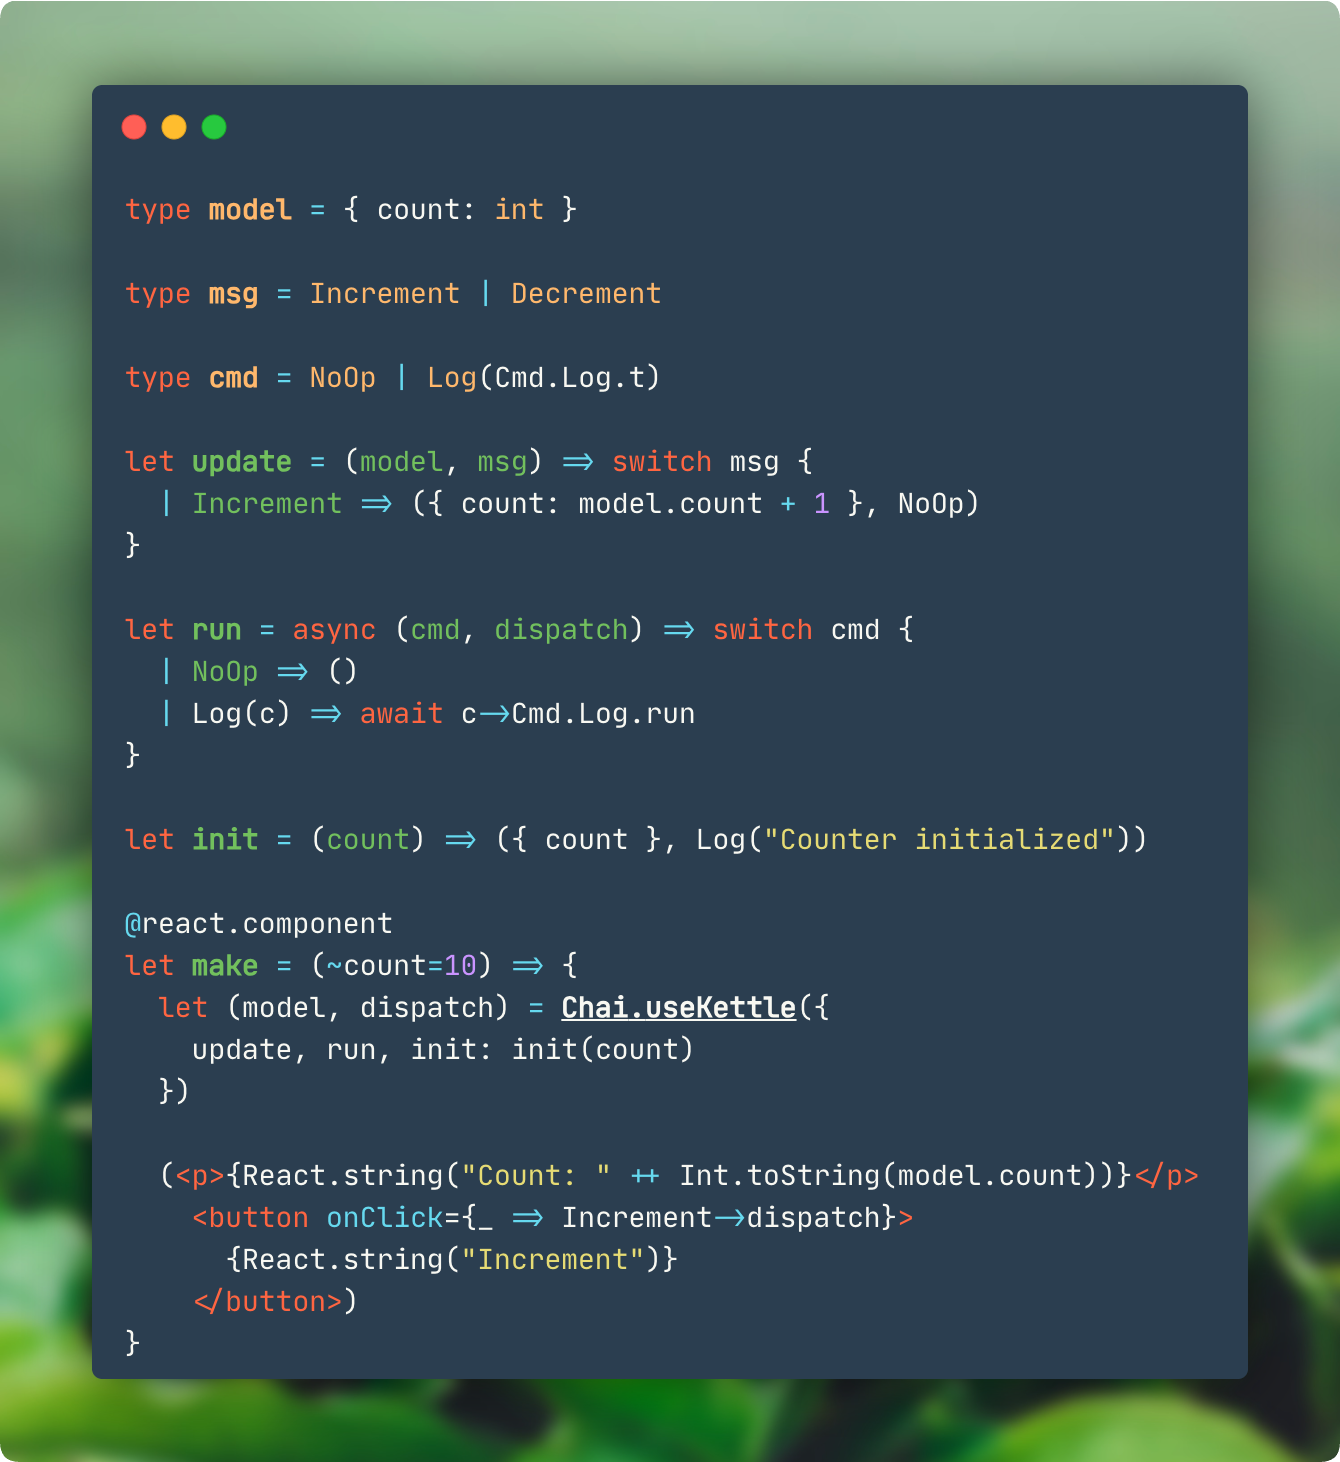 type model = { count: int }
type msg = Increment | Decrement
type cmd = NoOp | Log(Cmd.Log.t)
let update = (model, msg) => switch msg {
  | Increment => ({ count: model.count + 1 }, NoOp)
}
let run = async (cmd, dispatch) => switch cmd {
  | NoOp => ()
  | Log(c) => await c->Cmd.Log.run
}
let init = (count) => ({ count }, Log("Counter initialized"))
@react.component
let make = (~count=10) => {
  let (model, dispatch) = Chai.useKettle({
    update, run, init: init(count)
  })
  (<p>{React.string("Count: " ++ Int.toString(model.count))}</p>
    <button onClick={_ => Increment->dispatch}>
      {React.string("Increment")}
    </button>)
}